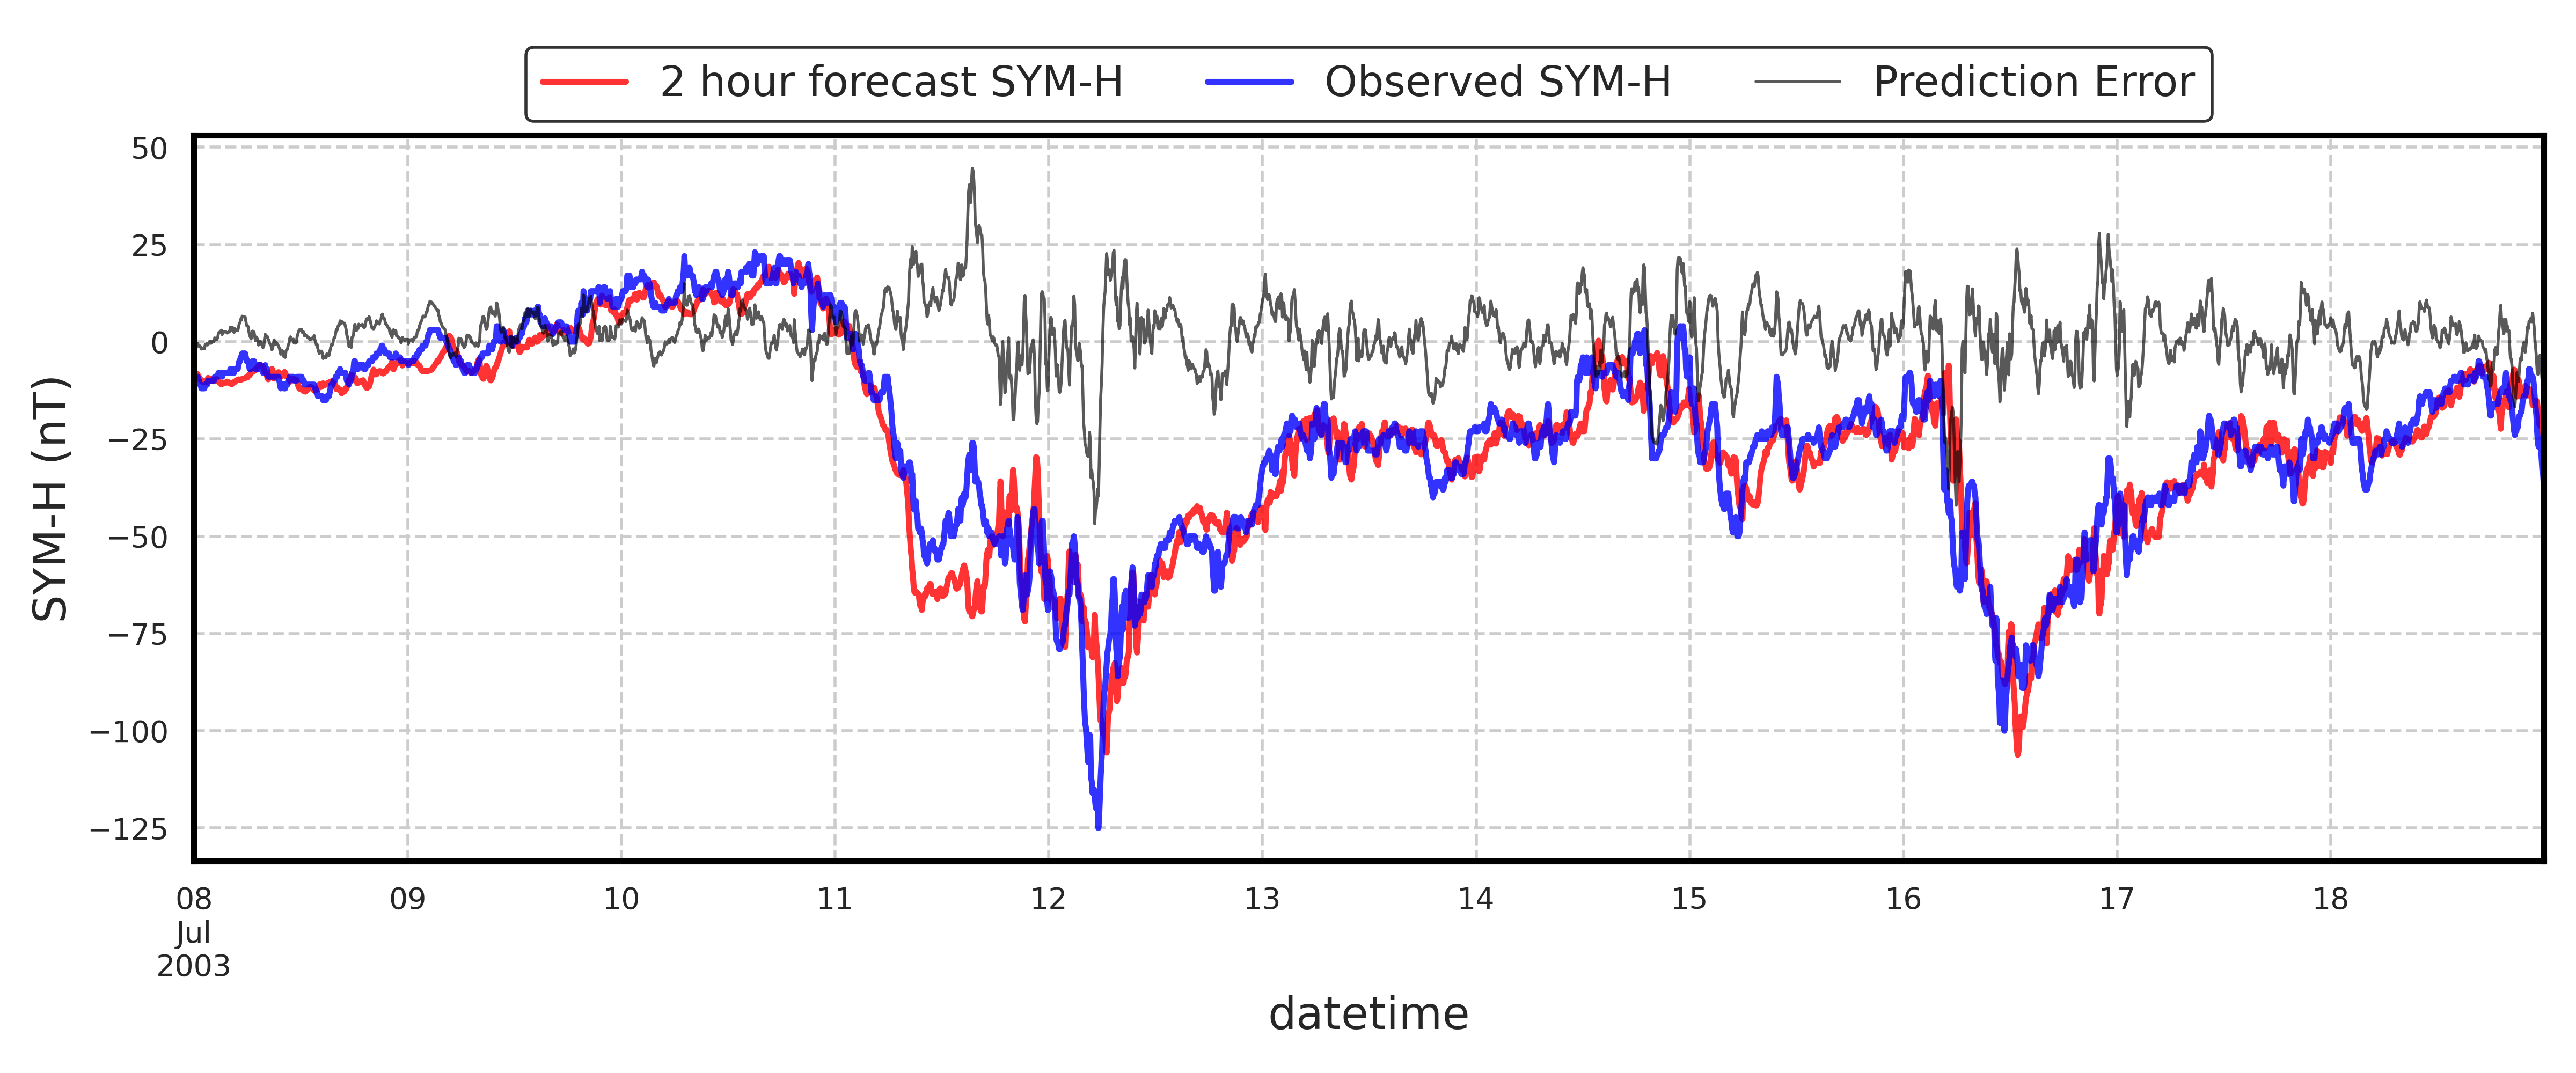 2 hour forecast SYM-H Observed SYM-H Prediction Error
50
25
0
−25
−50
−75
−100
−125
SYM-H (nT)
08 09 10 11 12 13 14 15 16 17 18
Jul
2003
datetime